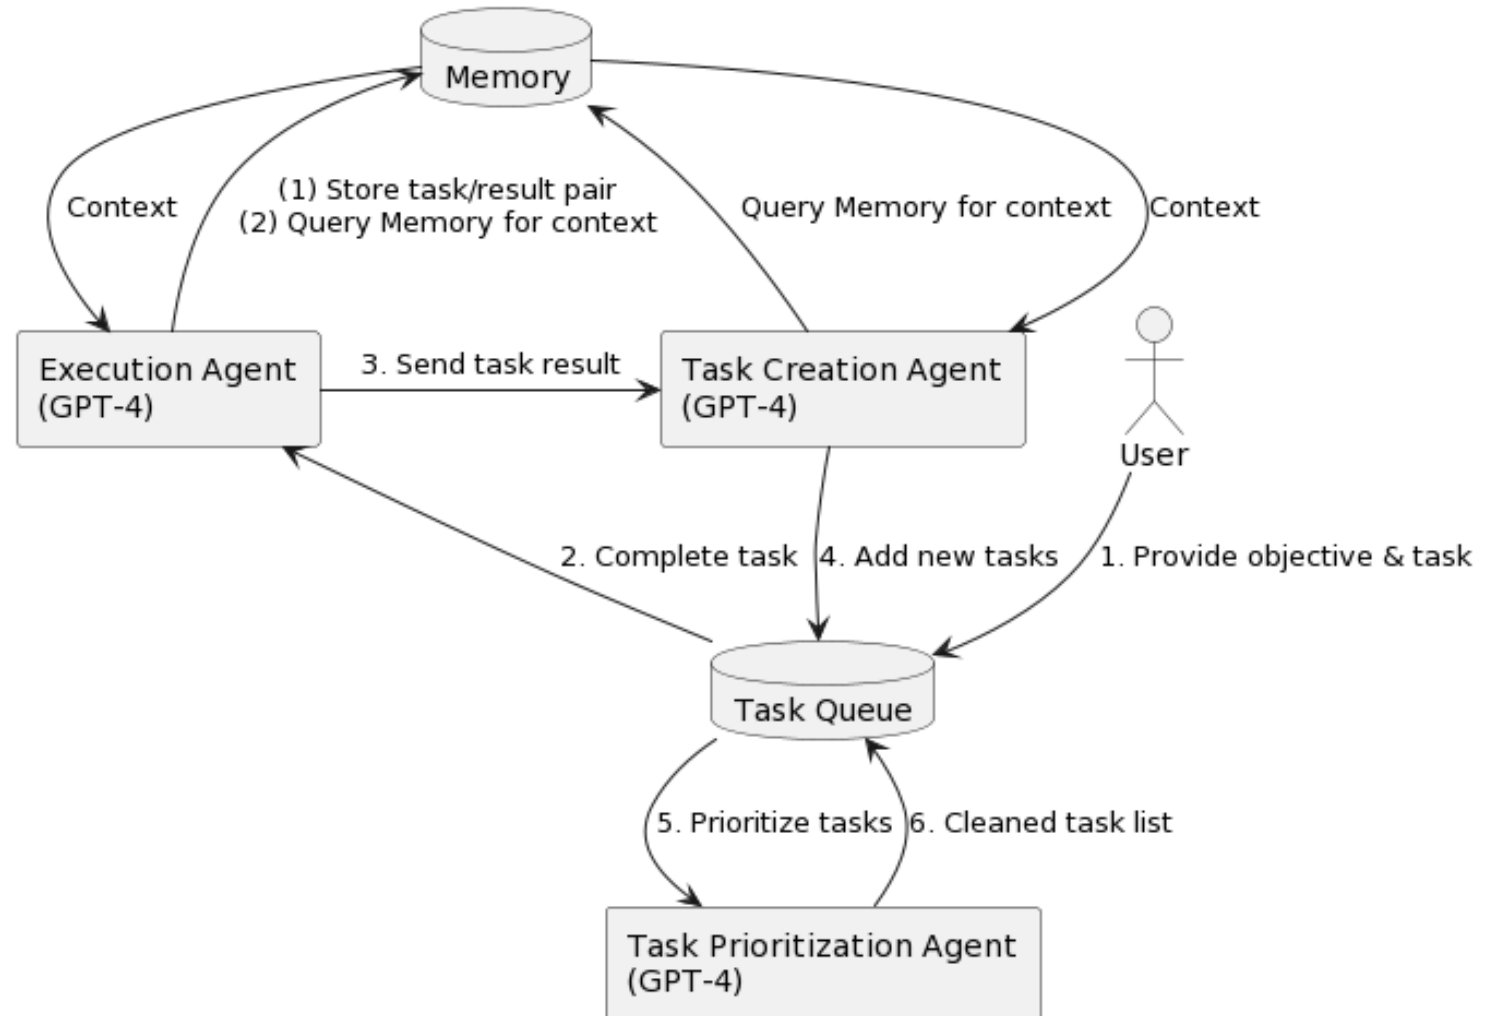 Memory
(1) Store task/result pair
(2) Query Memory for context
Context
Query Memory for context
Context
Execution Agent
(GPT-4)
3. Send task result
Task Creation Agent
(GPT-4)
User
2. Complete task
4. Add new tasks
1. Provide objective & task
Task Queue
5. Prioritize tasks
6. Cleaned task list
Task Prioritization Agent
(GPT-4)